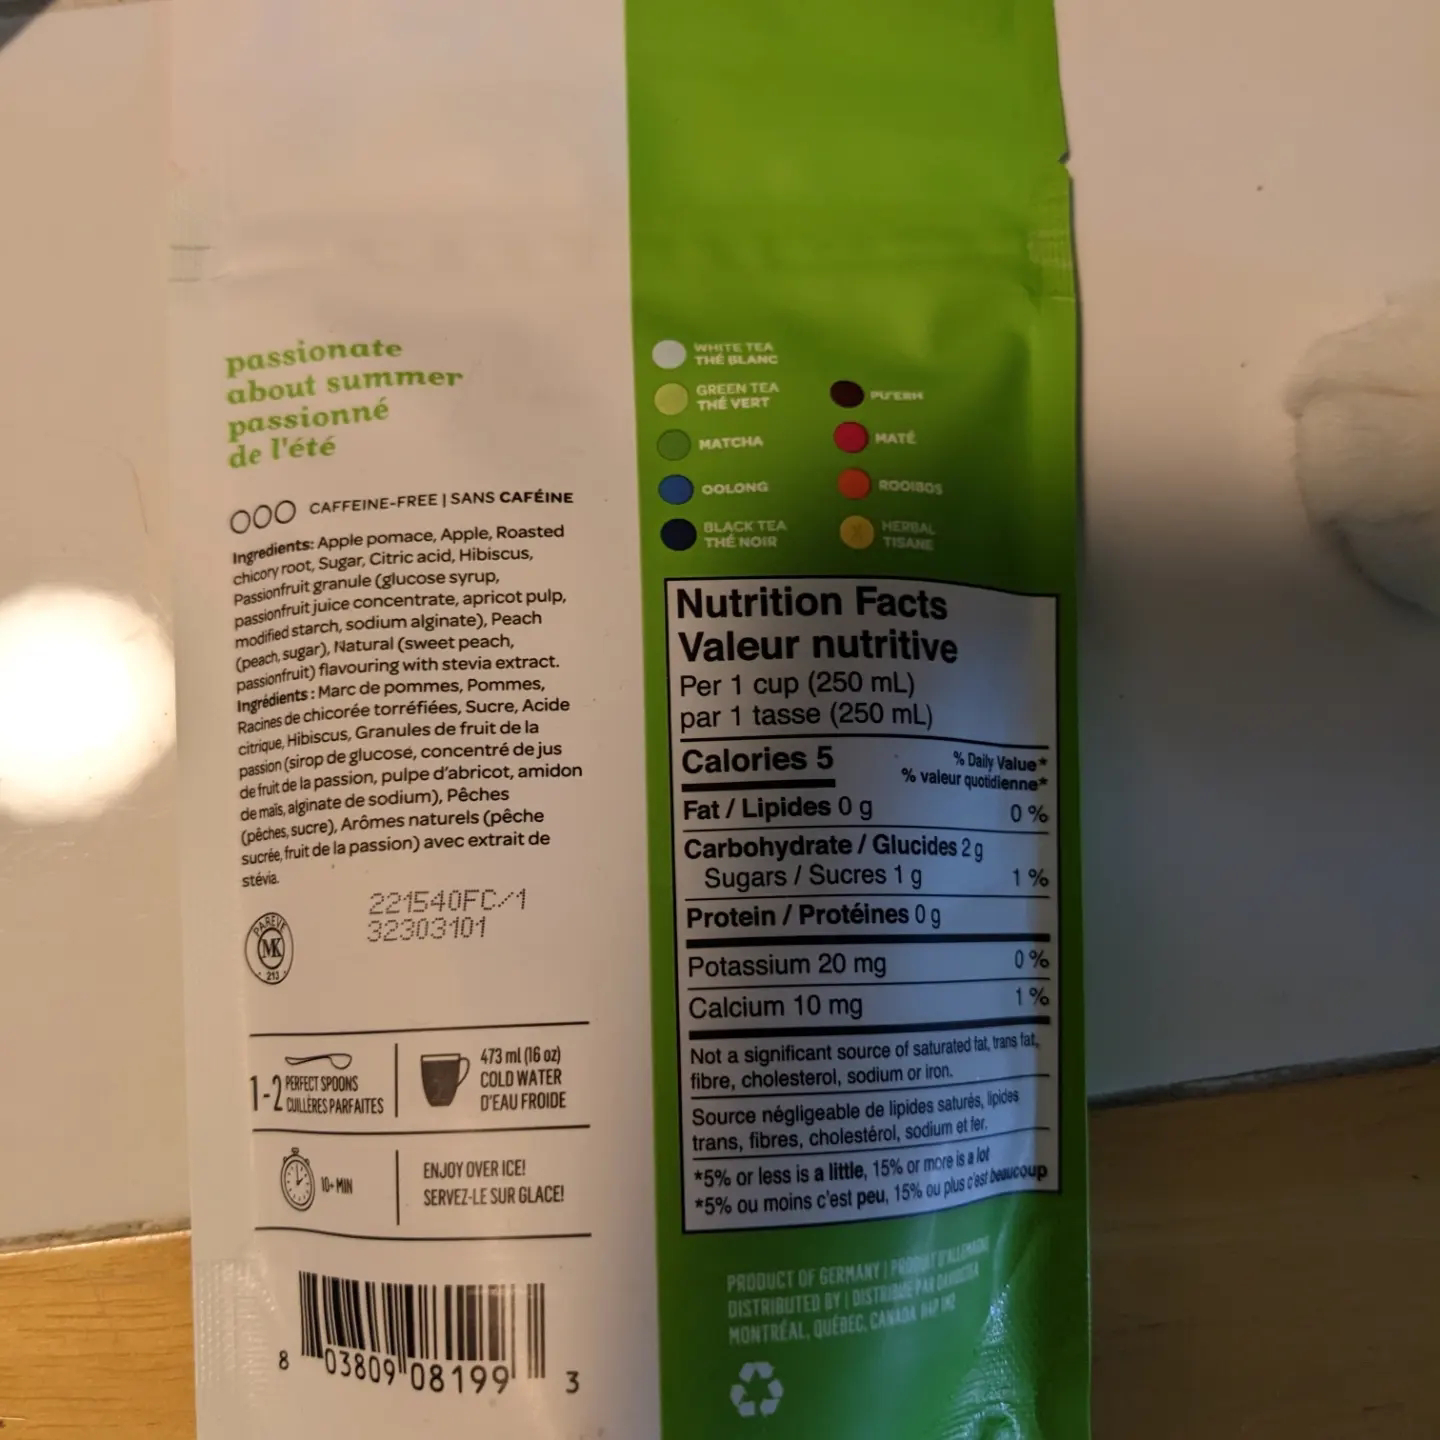 passionate
about summer
passionné
de l'été
CAFFEINE-FREE | SANS CAFÉINE
Ingredients: Apple pomace, Apple, Roasted
chicory root, Sugar, Citric acid, Hibiscus,
Passionfruit granule (glucose syrup,
passionfruit juice concentrate, apricot pulp,
modified starch, sodium alginate), Peach
(peach, sugar), Natural (sweet peach,
passionfruit) flavouring with stevia extract.
Ingrédients : Marc de pommes, Pommes,
Racines de chicorée torréfiées, Sucre, Acide
citrique, Hibiscus, Granules de fruit de la
passion (sirop de glucose, concentré de jus
de fruit de la passion, pulpe d'abricot, amidon
de maïs, alginate de sodium), Pêches
(pêches, sucre), Arômes naturels (pêche
sucrée, fruit de la passion) avec extrait de
stévia.
221540FC/1
32303101
PAREVE
MK
213
1-2 PERFECT SPOONS
CUILLÈRES PARFAITES
473 ml (16 oz)
COLD WATER
D'EAU FROIDE
10+ MIN
ENJOY OVER ICE!
SERVEZ-LE SUR GLACE!
8 03809 08199 3
WHITE TEA
THÉ BLANC
GREEN TEA
THÉ VERT
MATCHA
OOLONG
BLACK TEA
THÉ NOIR
PU'ERH
MATÉ
ROOIBOS
HERBAL
TISANE
Nutrition Facts
Valeur nutritive
Per 1 cup (250 mL)
par 1 tasse (250 mL)
Calories 5
% Daily Value*
% valeur quotidienne*
Fat / Lipides 0 g 0 %
Carbohydrate / Glucides 2 g
Sugars / Sucres 1 g 1 %
Protein / Protéines 0 g
Potassium 20 mg 0 %
Calcium 10 mg 1 %
Not a significant source of saturated fat, trans fat,
fibre, cholesterol, sodium or iron.
Source négligeable de lipides saturés, lipides
trans, fibres, cholestérol, sodium et fer.
*5% or less is a little, 15% or more is a lot
*5% ou moins c'est peu, 15% ou plus c'est beaucoup
PRODUCT OF GERMANY | PRODUIT D'ALLEMAGNE
DISTRIBUTED BY | DISTRIBUÉ PAR
MONTRÉAL, QUÉBEC, CANADA